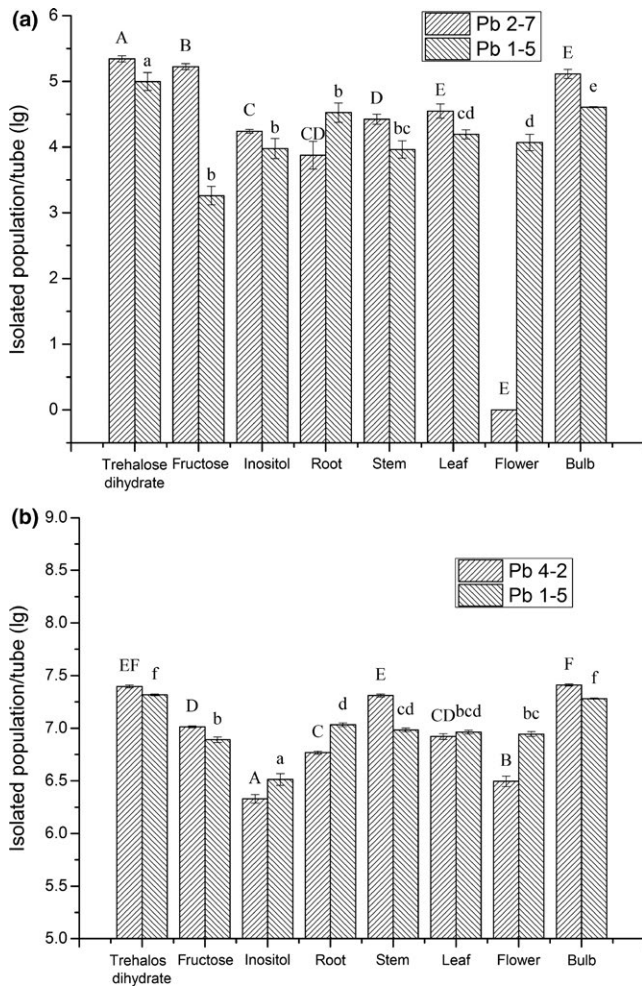 (a)
6
5
4
3
2
1
0
Isolated population/tube (lg)
Pb 2-7
Pb 1-5
A
a
B
b
C
b
CD
b
D
bc
E
cd
E
d
E
e
Trehalose
dihydrate
Fructose
Inositol
Root
Stem
Leaf
Flower
Bulb
(b)
9.0
8.5
8.0
7.5
7.0
6.5
6.0
5.0
Isolated population/tube (lg)
Pb 4-2
Pb 1-5
EF
f
D
b
A
a
C
d
E
cd
CD
bcd
B
bc
F
f
Trehalos
dihydrate
Fructose
Inositol
Root
Stem
Leaf
Flower
Bulb